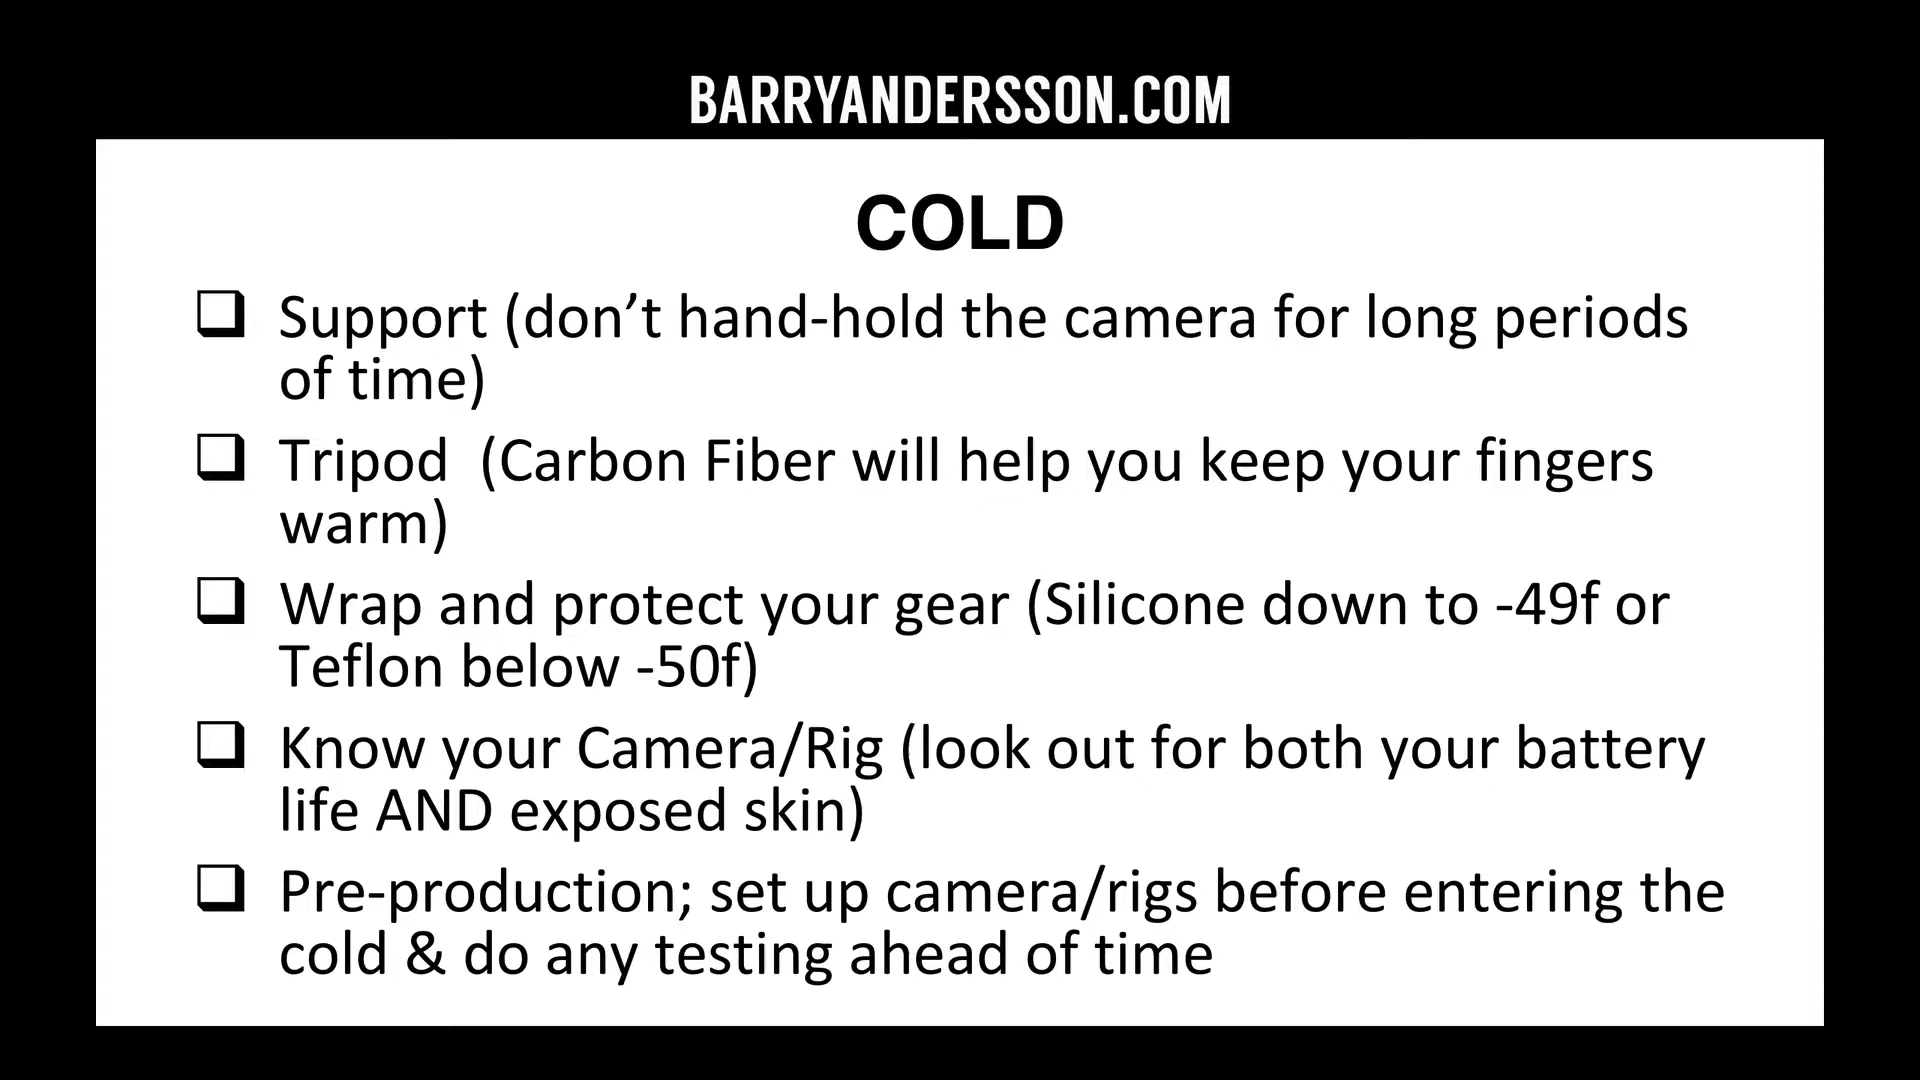 BARRYANDERSSON.COM
COLD
❑ Support (don’t hand-hold the camera for long periods
of time)
❑ Tripod  (Carbon Fiber will help you keep your fingers
warm)
❑ Wrap and protect your gear (Silicone down to -49f or
Teflon below -50f)
❑ Know your Camera/Rig (look out for both your battery
life AND exposed skin)
❑ Pre-production; set up camera/rigs before entering the
cold & do any testing ahead of time